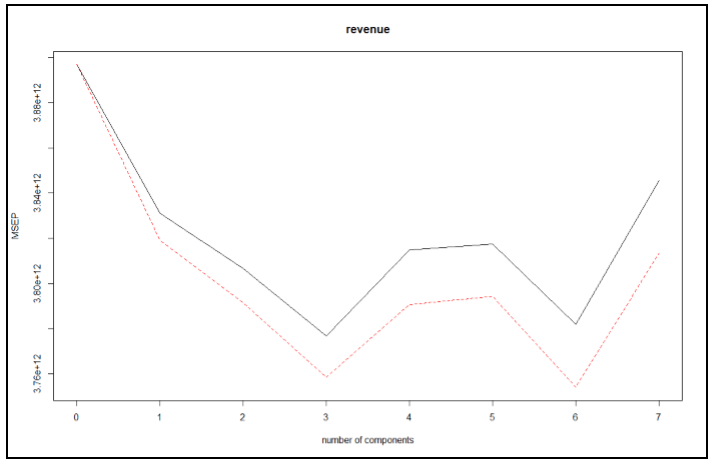 revenue
3.88e+12
3.84e+12
3.80e+12
3.76e+12
MSEP
0 1 2 3 4 5 6 7
number of components